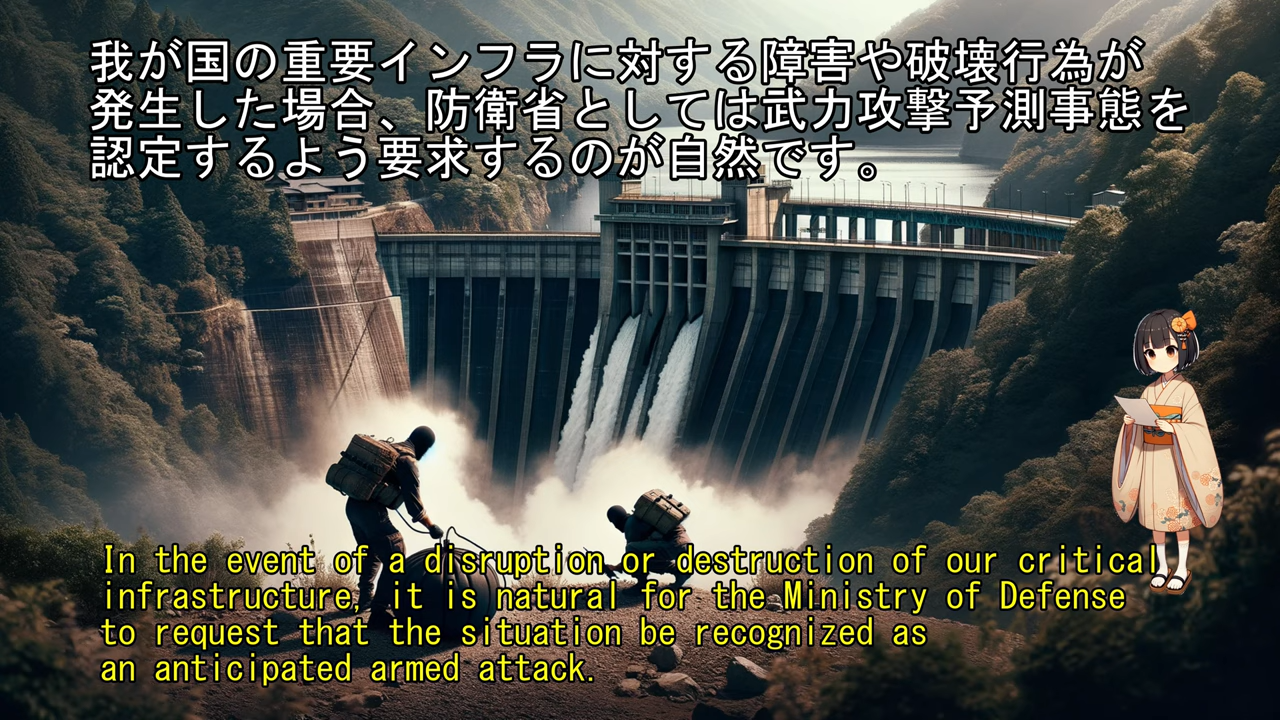 我が国の重要インフラに対する障害や破壊行為が
発生した場合、防衛省としては武力攻撃予測事態を
認定するよう要求するのが自然です。
In the event of a disruption or destruction of our critical
infrastructure, it is natural for the Ministry of Defense
to request that the situation be recognized as
an anticipated armed attack.